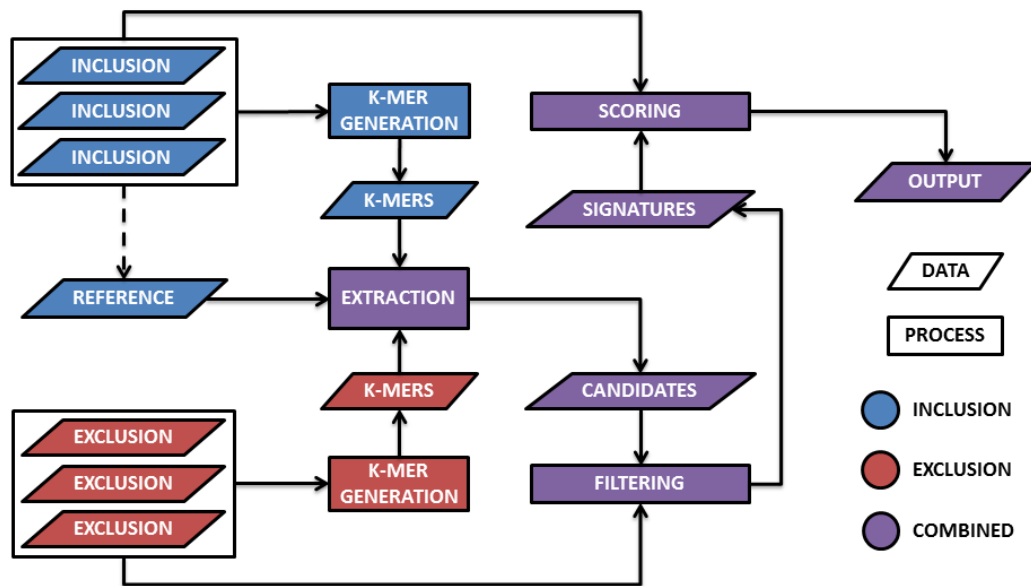 INCLUSION
INCLUSION
INCLUSION
K-MER
GENERATION
K-MERS
REFERENCE
EXTRACTION
K-MERS
EXCLUSION
EXCLUSION
EXCLUSION
K-MER
GENERATION
SCORING
SIGNATURES
CANDIDATES
FILTERING
OUTPUT
DATA
PROCESS
INCLUSION
EXCLUSION
COMBINED